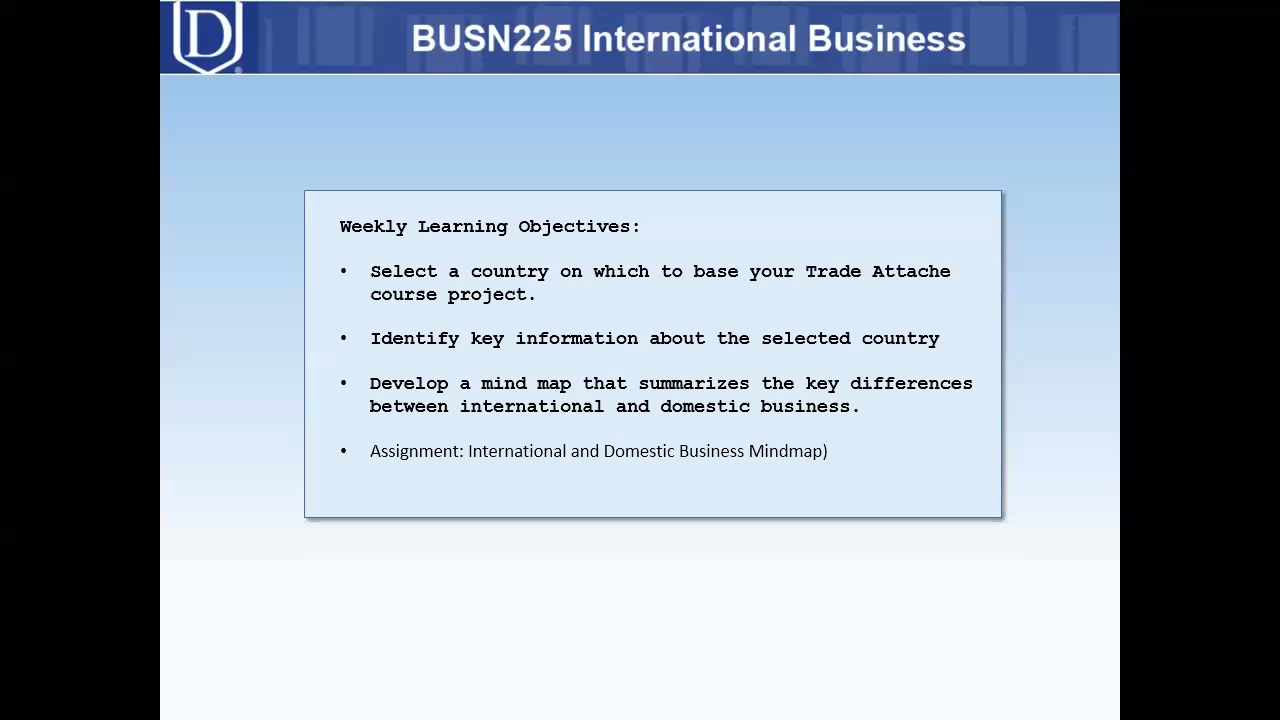 D
®
BUSN225 International Business
Weekly Learning Objectives:
• Select a country on which to base your Trade Attache
course project.
• Identify key information about the selected country
• Develop a mind map that summarizes the key differences
between international and domestic business.
• Assignment: International and Domestic Business Mindmap)